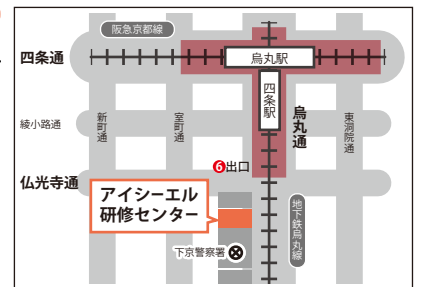 阪急京都線
四条通
烏丸駅
四条駅
綾小路通
新町通
室町通
烏丸通
東洞院通
❻出口
仏光寺通
アイシーエル
研修センター
地下鉄烏丸線
下京警察署